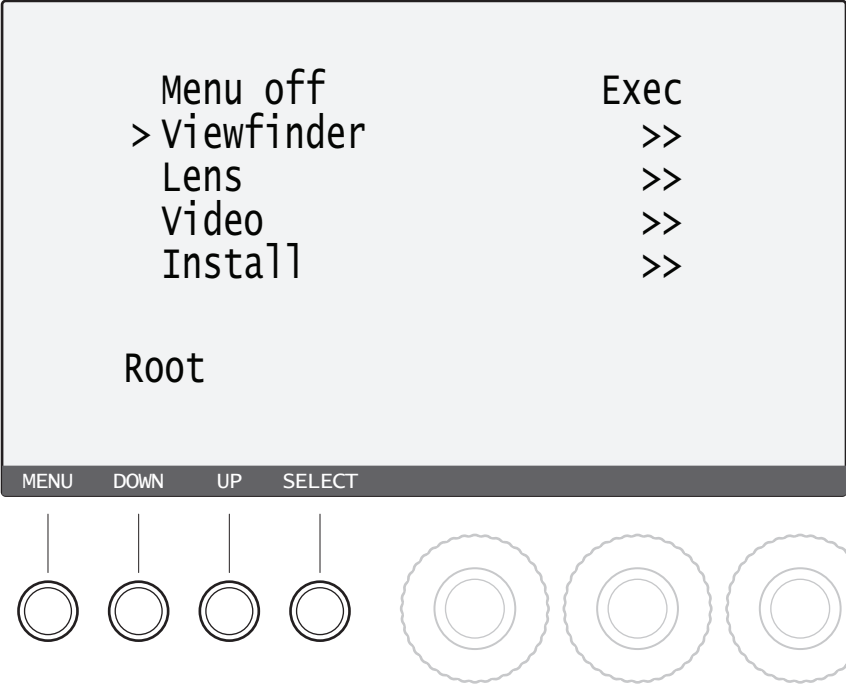 Menu off Exec
> Viewfinder >>
Lens >>
Video >>
Install >>
Root
MENU DOWN UP SELECT